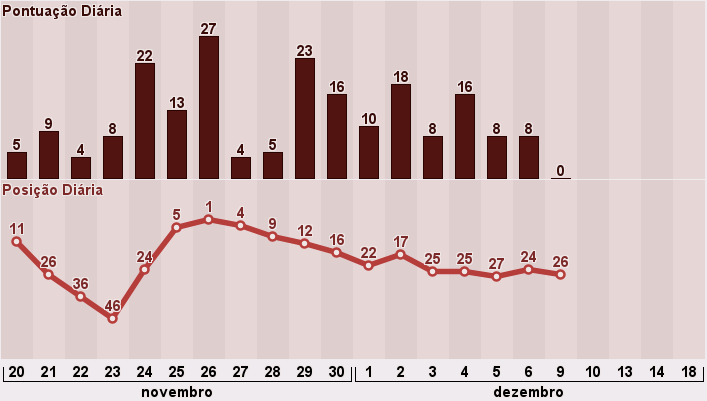 Pontuação Diária
5 9 4 8 22 13 27 4 5 23 16 10 18 8 16 8 8 0
Posição Diária
11 26 36 46 24 5 1 4 9 12 16 22 17 25 25 27 24 26
20 21 22 23 24 25 26 27 28 29 30 1 2 3 4 5 6 9 10 13 14 18
novembro dezembro